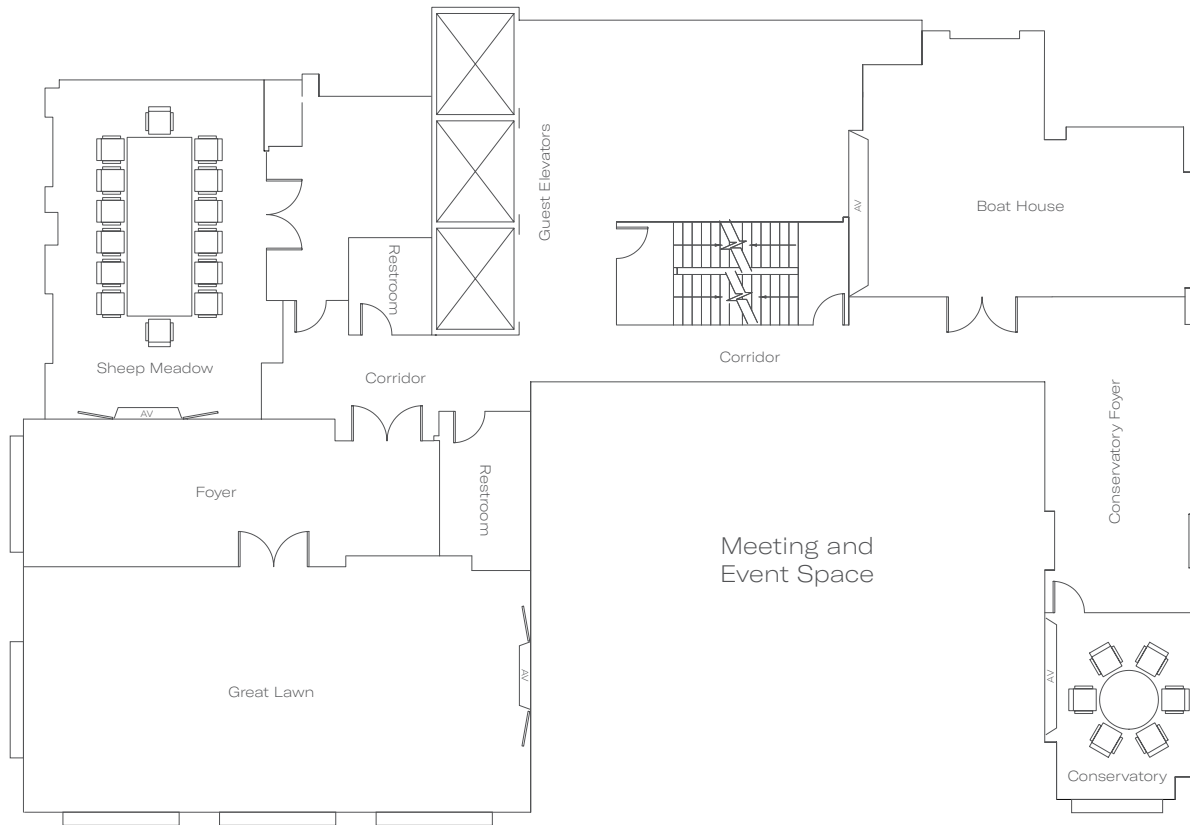 Guest Elevators
AV
Boat House
Restroom
Corridor
Sheep Meadow
Corridor
AV
Conservatory Foyer
Foyer
Restroom
Meeting and
Event Space
Great Lawn
AV
AV
Conservatory